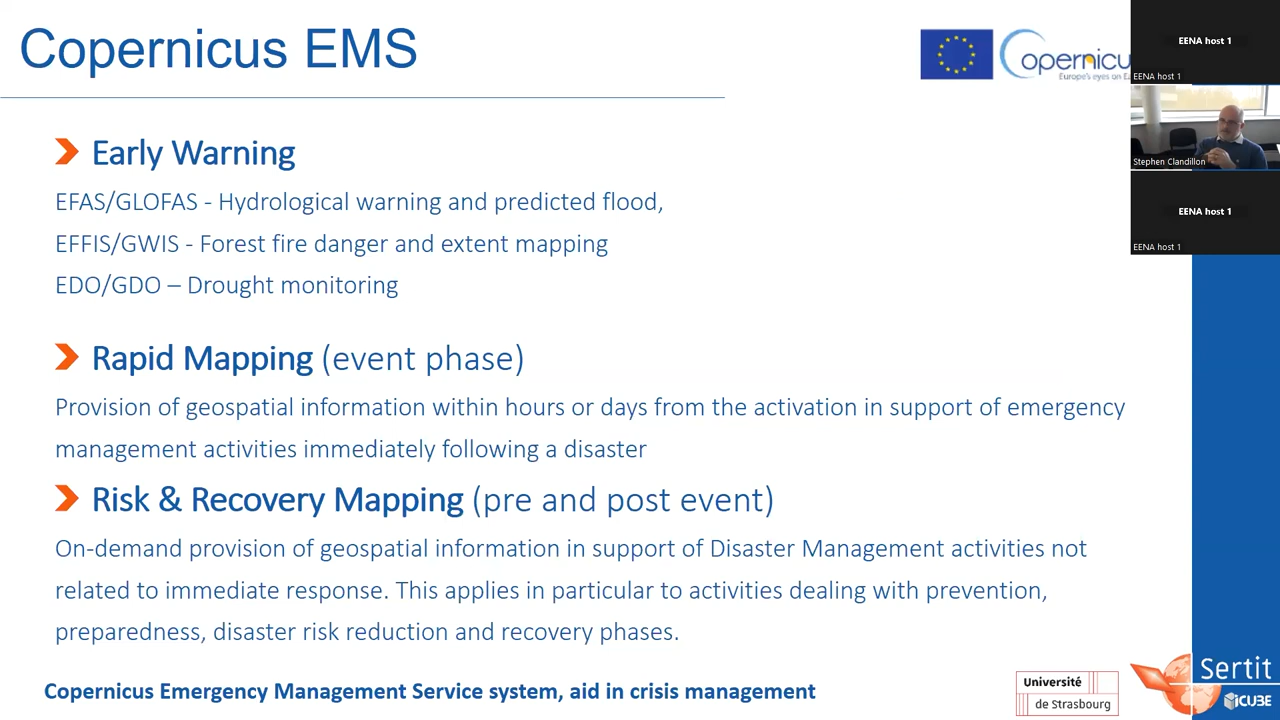 Copernicus EMS
opernicu
Europe's eyes on Ea
EENA host 1
EENA host 1
Stephen Clandillon
EENA host 1
EENA host 1
Early Warning
EFAS/GLOFAS - Hydrological warning and predicted flood,
EFFIS/GWIS - Forest fire danger and extent mapping
EDO/GDO – Drought monitoring
Rapid Mapping (event phase)
Provision of geospatial information within hours or days from the activation in support of emergency
management activities immediately following a disaster
Risk & Recovery Mapping (pre and post event)
On-demand provision of geospatial information in support of Disaster Management activities not
related to immediate response. This applies in particular to activities dealing with prevention,
preparedness, disaster risk reduction and recovery phases.
Copernicus Emergency Management Service system, aid in crisis management
Université
de Strasbourg
Sertit
iCUBE